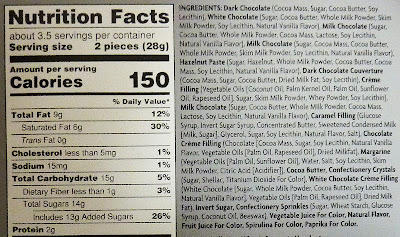 Nutrition Facts
about 3.5 servings per container
Serving size 2 pieces (28g)
Amount per serving
Calories 150
% Daily Value*
Total Fat 9g 12%
Saturated Fat 6g 30%
Trans Fat 0g
Cholesterol less than 5mg 1%
Sodium 15mg 1%
Total Carbohydrate 15g 5%
Dietary Fiber less than 1g 3%
Total Sugars 14g
Includes 13g Added Sugars 26%
Protein 2g
INGREDIENTS: Dark Chocolate (Cocoa Mass, Sugar, Cocoa Butter, Soy
Lecithin), White Chocolate (Sugar, Cocoa Butter, Whole Milk Powder, Skim
Milk Powder, Soy Lecithin, Natural Vanilla Flavor), Milk Chocolate (Sugar,
Cocoa Butter, Whole Milk Powder, Cocoa Mass, Lactose, Soy Lecithin,
Natural Vanilla Flavor), Milk Chocolate (Sugar, Cocoa Mass, Cocoa Butter,
Whole Milk Powder, Skim Milk Powder, Soy Lecithin, Natural Vanilla Flavor),
Hazelnut Paste (Sugar, Hazelnut, Cocoa Butter, Whole Milk Powder, Cocoa
Mass, Soy Lecithin, Natural Vanilla Flavor), Dark Chocolate Couverture
(Cocoa Mass, Sugar, Cocoa Butter, Dried Milk Fat, Soy Lecithin), Crème
Filling (Vegetable Oils [Coconut Oil, Palm Kernel Oil, Palm Oil, Sunflower
Oil, Rapeseed Oil], Sugar, Skim Milk Powder, Whey Powder, Soy Lecithin),
Milk Chocolate (Sugar, Cocoa Butter, Whole Milk Powder, Cocoa Mass,
Lactose, Soy Lecithin, Natural Vanilla Flavor), Caramel Filling (Glucose
Syrup, Invert Sugar Syrup, Concentrated Butter, Sweetened Condensed Milk
[Milk, Sugar], Glycerol, Sugar, Soy Lecithin, Natural Flavor, Salt), Chocolate
Crème Filling (Chocolate [Sugar, Cocoa Mass, Soy Lecithin, Natural Vanilla
Flavor], Vegetable Oils [Palm Oil, Rapeseed Oil], Dried Milkfat), Margarine
(Vegetable Oils [Palm Oil, Sunflower Oil], Water, Salt, Soy Lecithin, Skim
Milk Powder, Citric Acid [Acidifier]), Cocoa Butter, Confectionery Crystals
(Sugar, Shellac, Titanium Dioxide For Color), White Chocolate Crème Filling
(White Chocolate [Sugar, Whole Milk Powder, Cocoa Butter, Soy Lecithin,
Natural Vanilla Flavor], Vegetable Oils [Palm Oil, Rapeseed Oil], Dried Milk
Fat), Invert Sugar, Confectionery Sprinkles (Sugar, Wheat Starch, Glucose
Syrup, Coconut Oil, Beeswax), Vegetable Juice For Color, Natural Flavor,
Fruit Juice For Color, Spirulina For Color, Paprika For Color.